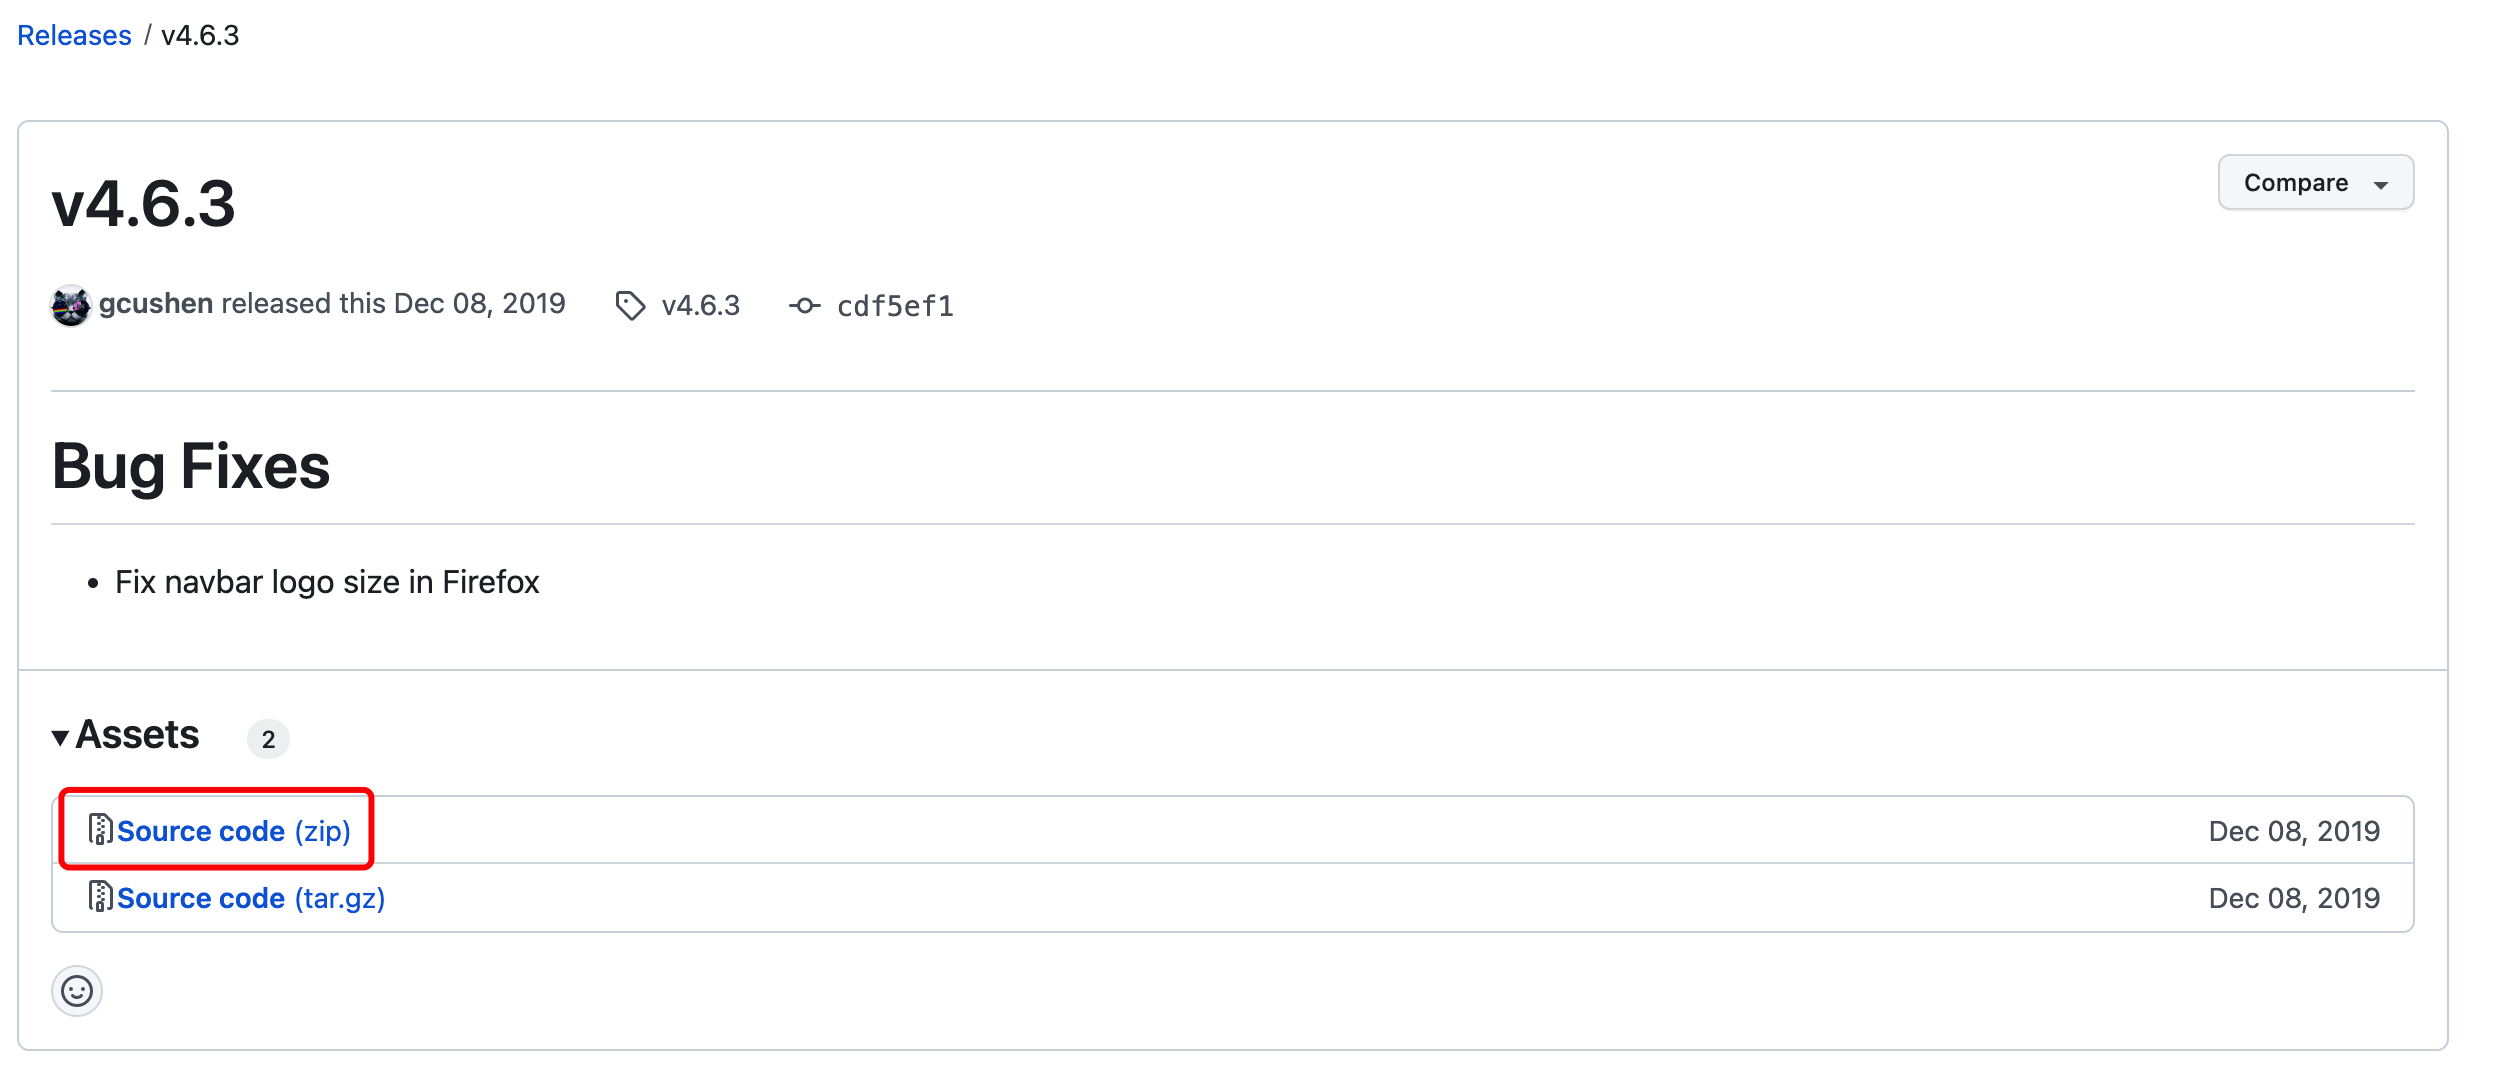 Releases / v4.6.3
v4.6.3
Compare
gcushen released this Dec 08, 2019 v4.6.3 cdf5ef1
Bug Fixes
• Fix navbar logo size in Firefox
Assets 2
Source code (zip) Dec 08, 2019
Source code (tar.gz) Dec 08, 2019